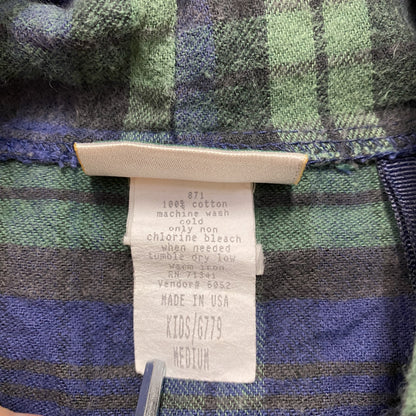 071
100% cotton
machine wash
cold
only non
chlorine bleach
when needed
tumble dry low
warm iron
RN 71341
Vendor# 6052
MADE IN USA
KIDS/6779
MEDIUM